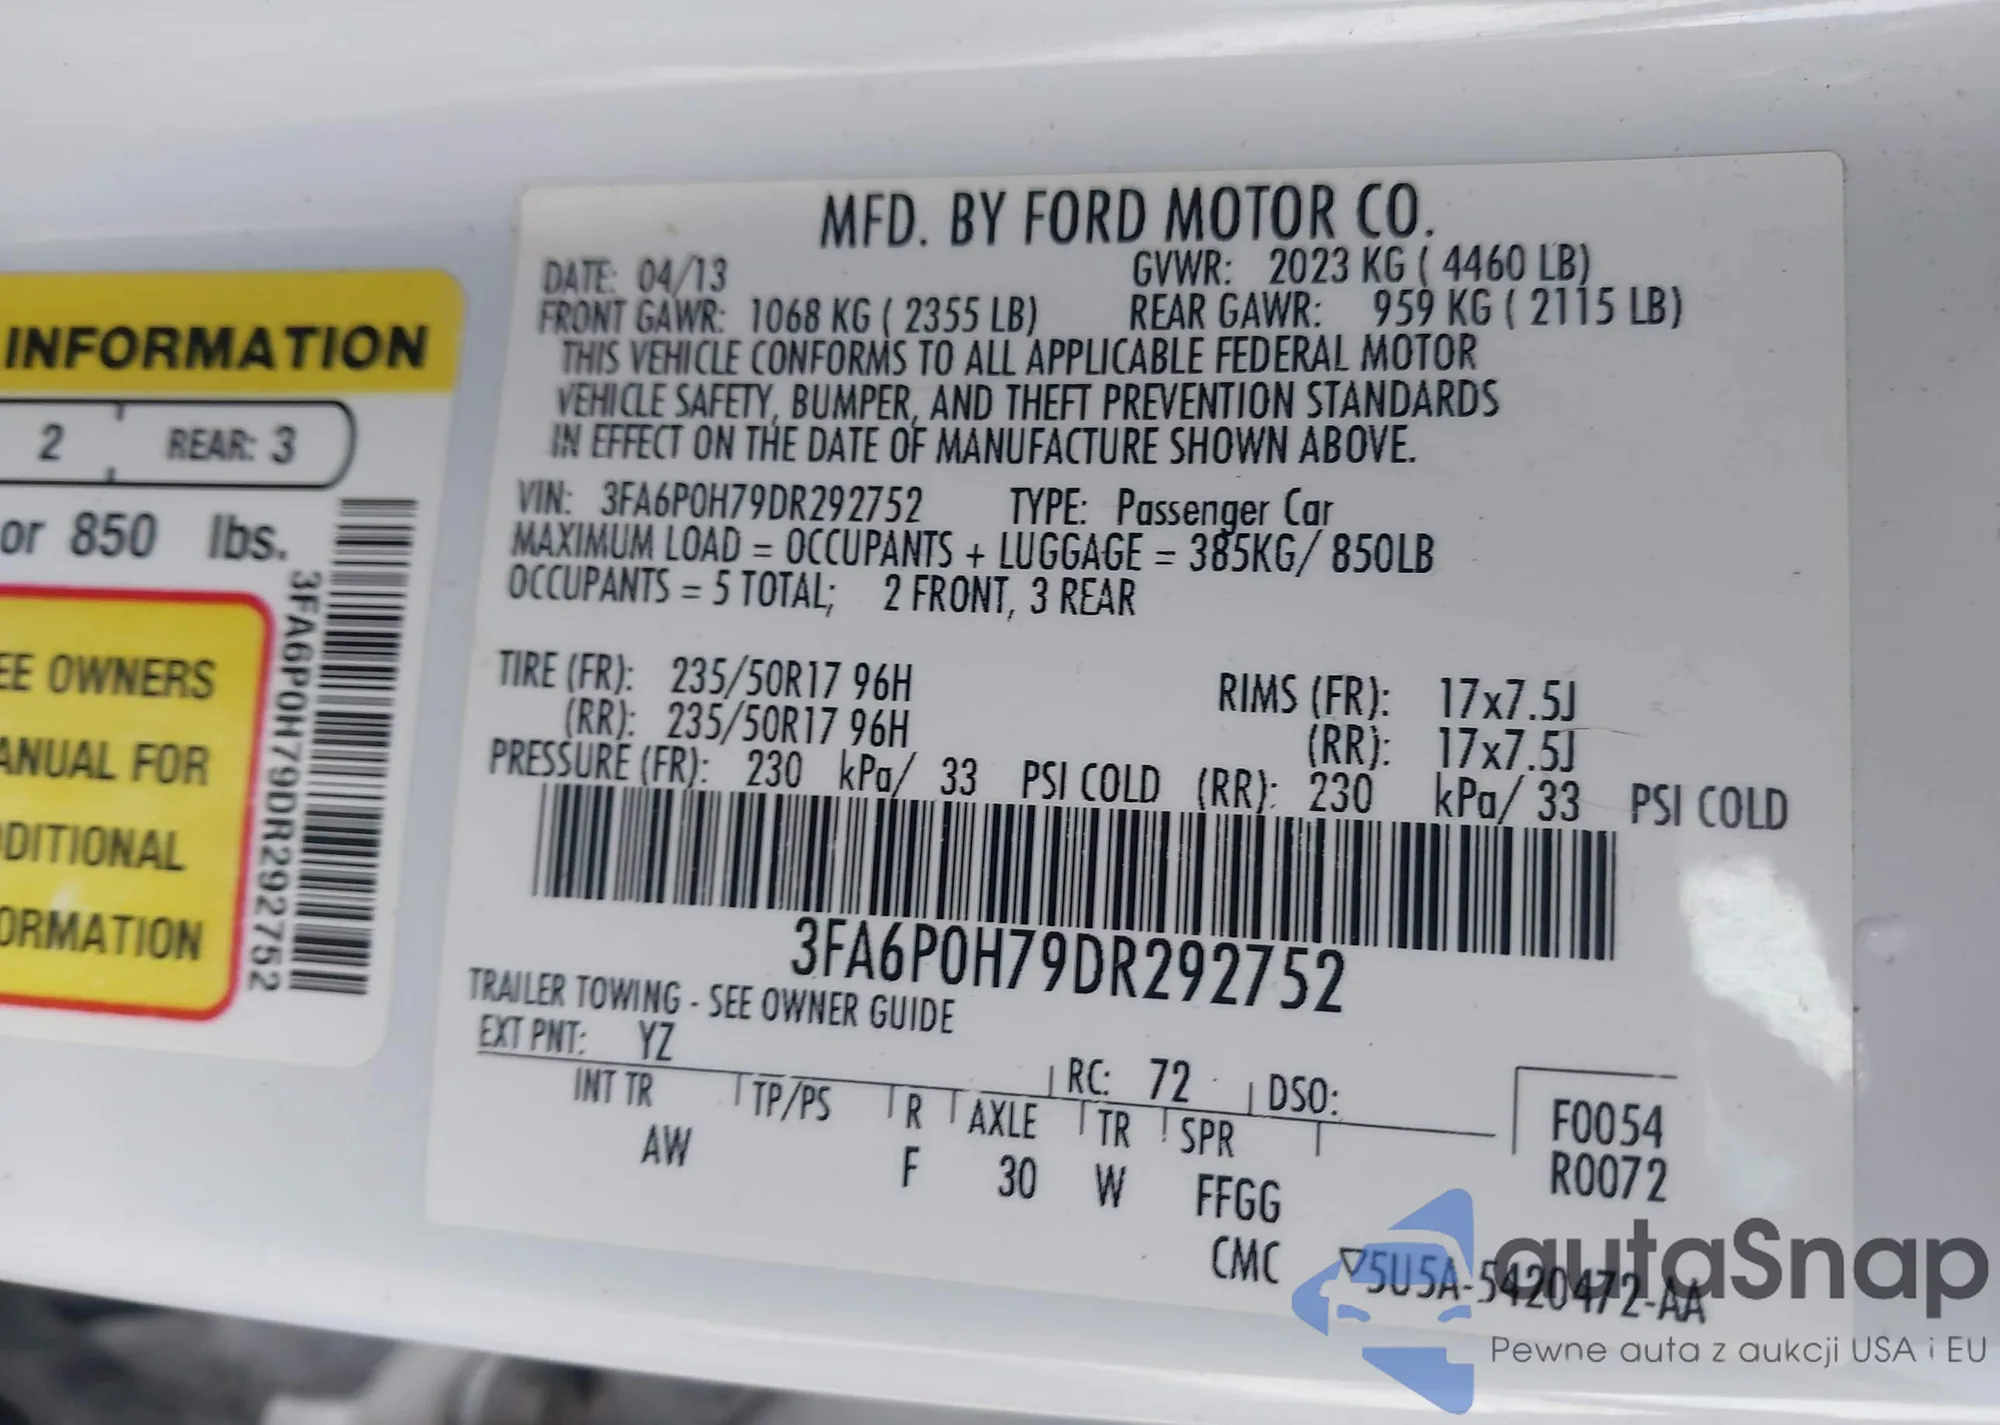 INFORMATION
2 REAR: 3
or 850 lbs.
EE OWNERS
ANUAL FOR
DITIONAL
ORMATION
3FA6P0H79DR292752
MFD. BY FORD MOTOR CO.
DATE: 04/13 GVWR: 2023 KG ( 4460 LB)
FRONT GAWR: 1068 KG ( 2355 LB) REAR GAWR: 959 KG ( 2115 LB)
THIS VEHICLE CONFORMS TO ALL APPLICABLE FEDERAL MOTOR
VEHICLE SAFETY, BUMPER, AND THEFT PREVENTION STANDARDS
IN EFFECT ON THE DATE OF MANUFACTURE SHOWN ABOVE.
VIN: 3FA6P0H79DR292752 TYPE: Passenger Car
MAXIMUM LOAD = OCCUPANTS + LUGGAGE = 385KG/ 850LB
OCCUPANTS = 5 TOTAL; 2 FRONT, 3 REAR
TIRE (FR): 235/50R17 96H RIMS (FR): 17x7.5J
(RR): 235/50R17 96H (RR): 17x7.5J
PRESSURE (FR): 230 kPa/ 33 PSI COLD (RR): 230 kPa/ 33 PSI COLD
3FA6P0H79DR292752
TRAILER TOWING - SEE OWNER GUIDE
EXT PNT: YZ RC: 72 DSO:
INT TR TP/PS R AXLE TR SPR
AW F 30 W FFGG
F0054
R0072
CMC ▽5U5A-5420472-AA
autaSnap
Pewne auta z aukcji USA i EU